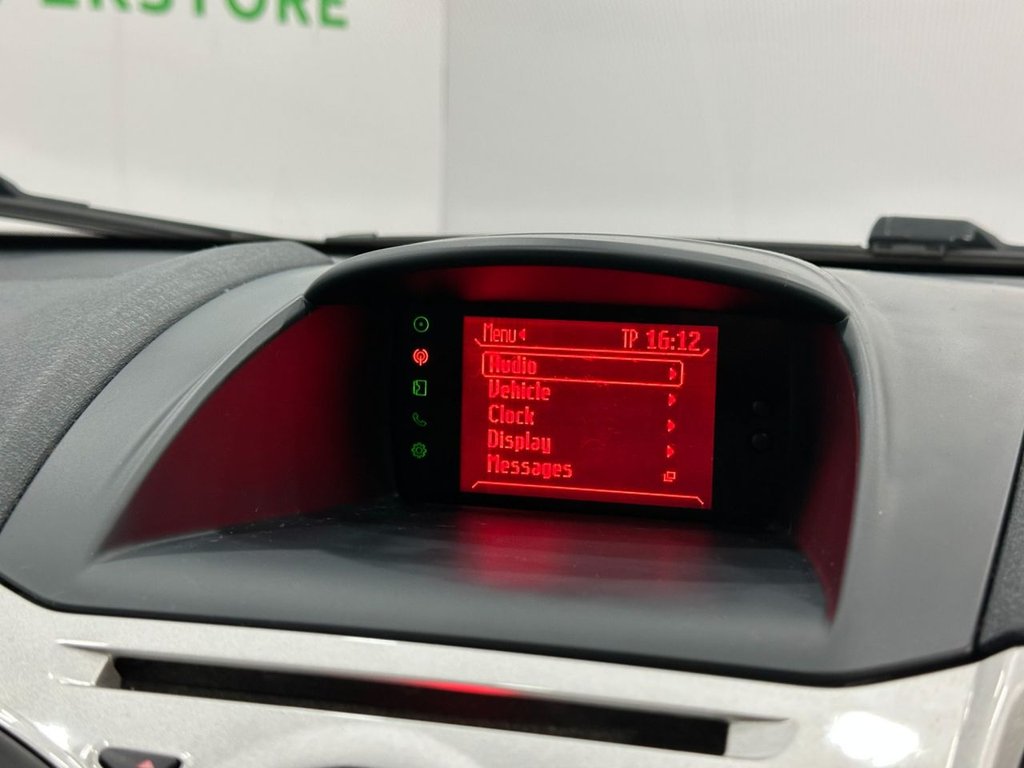 ERSTORE
Menu TP 16:12
Audio
Vehicle
Clock
Display
Messages